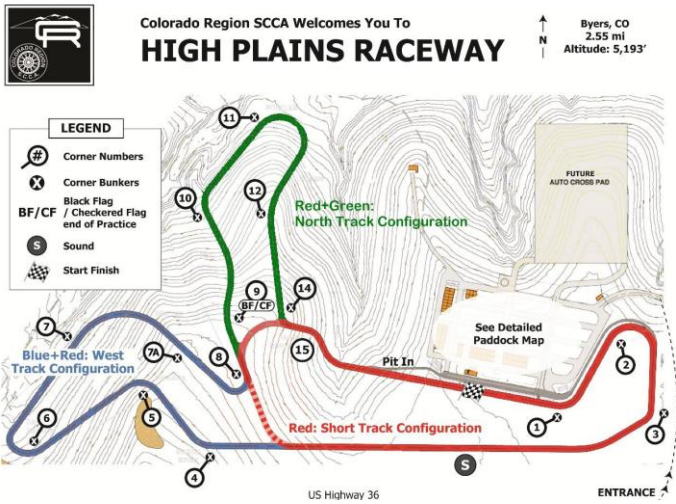 COLORADO REGION
CR
S.C.C.A.
Colorado Region SCCA Welcomes You To
HIGH PLAINS RACEWAY
N
Byers, CO
2.55 mi
Altitude: 5,193'
LEGEND
# Corner Numbers
X Corner Bunkers
BF/CF Black Flag
/ Checkered Flag
end of Practice
S Sound
Start Finish
11
10
12
Red+Green:
North Track Configuration
FUTURE
AUTO CROSS PAD
9
BF/CF
14
7
7A
8
15
Blue+Red: West
Track Configuration
See Detailed
Paddock Map
Pit In
2
6
5
Red: Short Track Configuration
1
3
4
S
US Highway 36
ENTRANCE